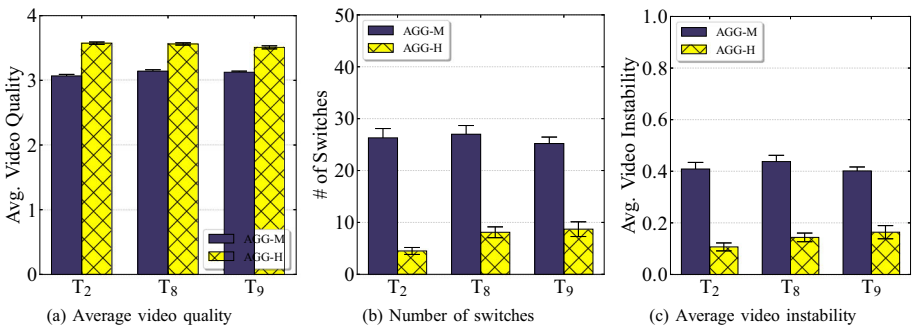 4
3
2
1
0
Avg. Video Quality
AGG-M
AGG-H
T2 T8 T9
(a) Average video quality
50
40
30
20
10
0
# of Switches
AGG-M
AGG-H
T2 T8 T9
(b) Number of switches
1.0
0.8
0.6
0.4
0.2
0.0
Avg. Video Instability
AGG-M
AGG-H
T2 T8 T9
(c) Average video instability